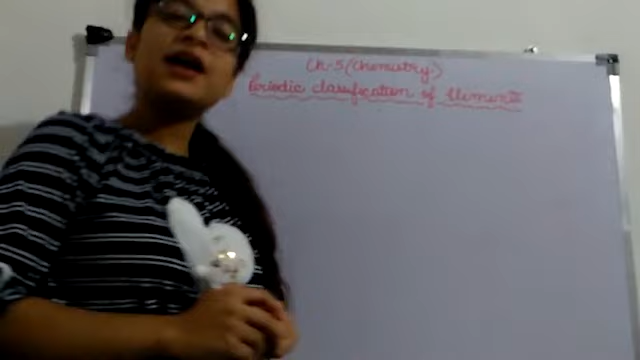 Ch-5 (Chemistry)
Periodic classification of Elements